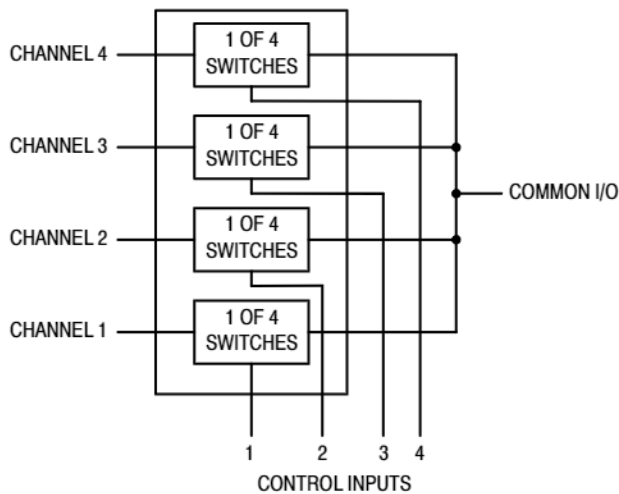 CHANNEL 4
1 OF 4
SWITCHES
CHANNEL 3
1 OF 4
SWITCHES
COMMON I/O
CHANNEL 2
1 OF 4
SWITCHES
CHANNEL 1
1 OF 4
SWITCHES
1 2 3 4
CONTROL INPUTS